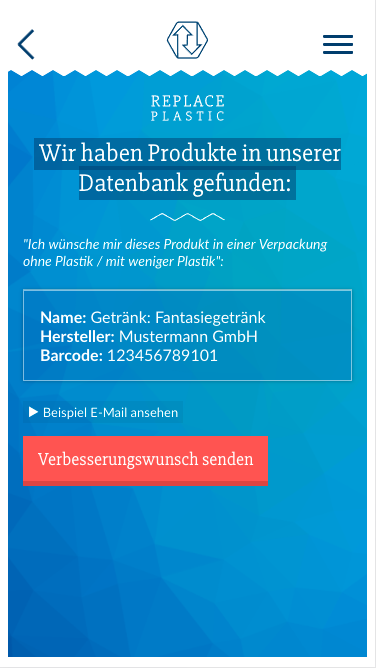 REPLACE
PLASTIC
Wir haben Produkte in unserer
Datenbank gefunden:
"Ich wünsche mir dieses Produkt in einer Verpackung
ohne Plastik / mit weniger Plastik":
Name: Getränk: Fantasiegetränk
Hersteller: Mustermann GmbH
Barcode: 123456789101
Beispiel E-Mail ansehen
Verbesserungswunsch senden